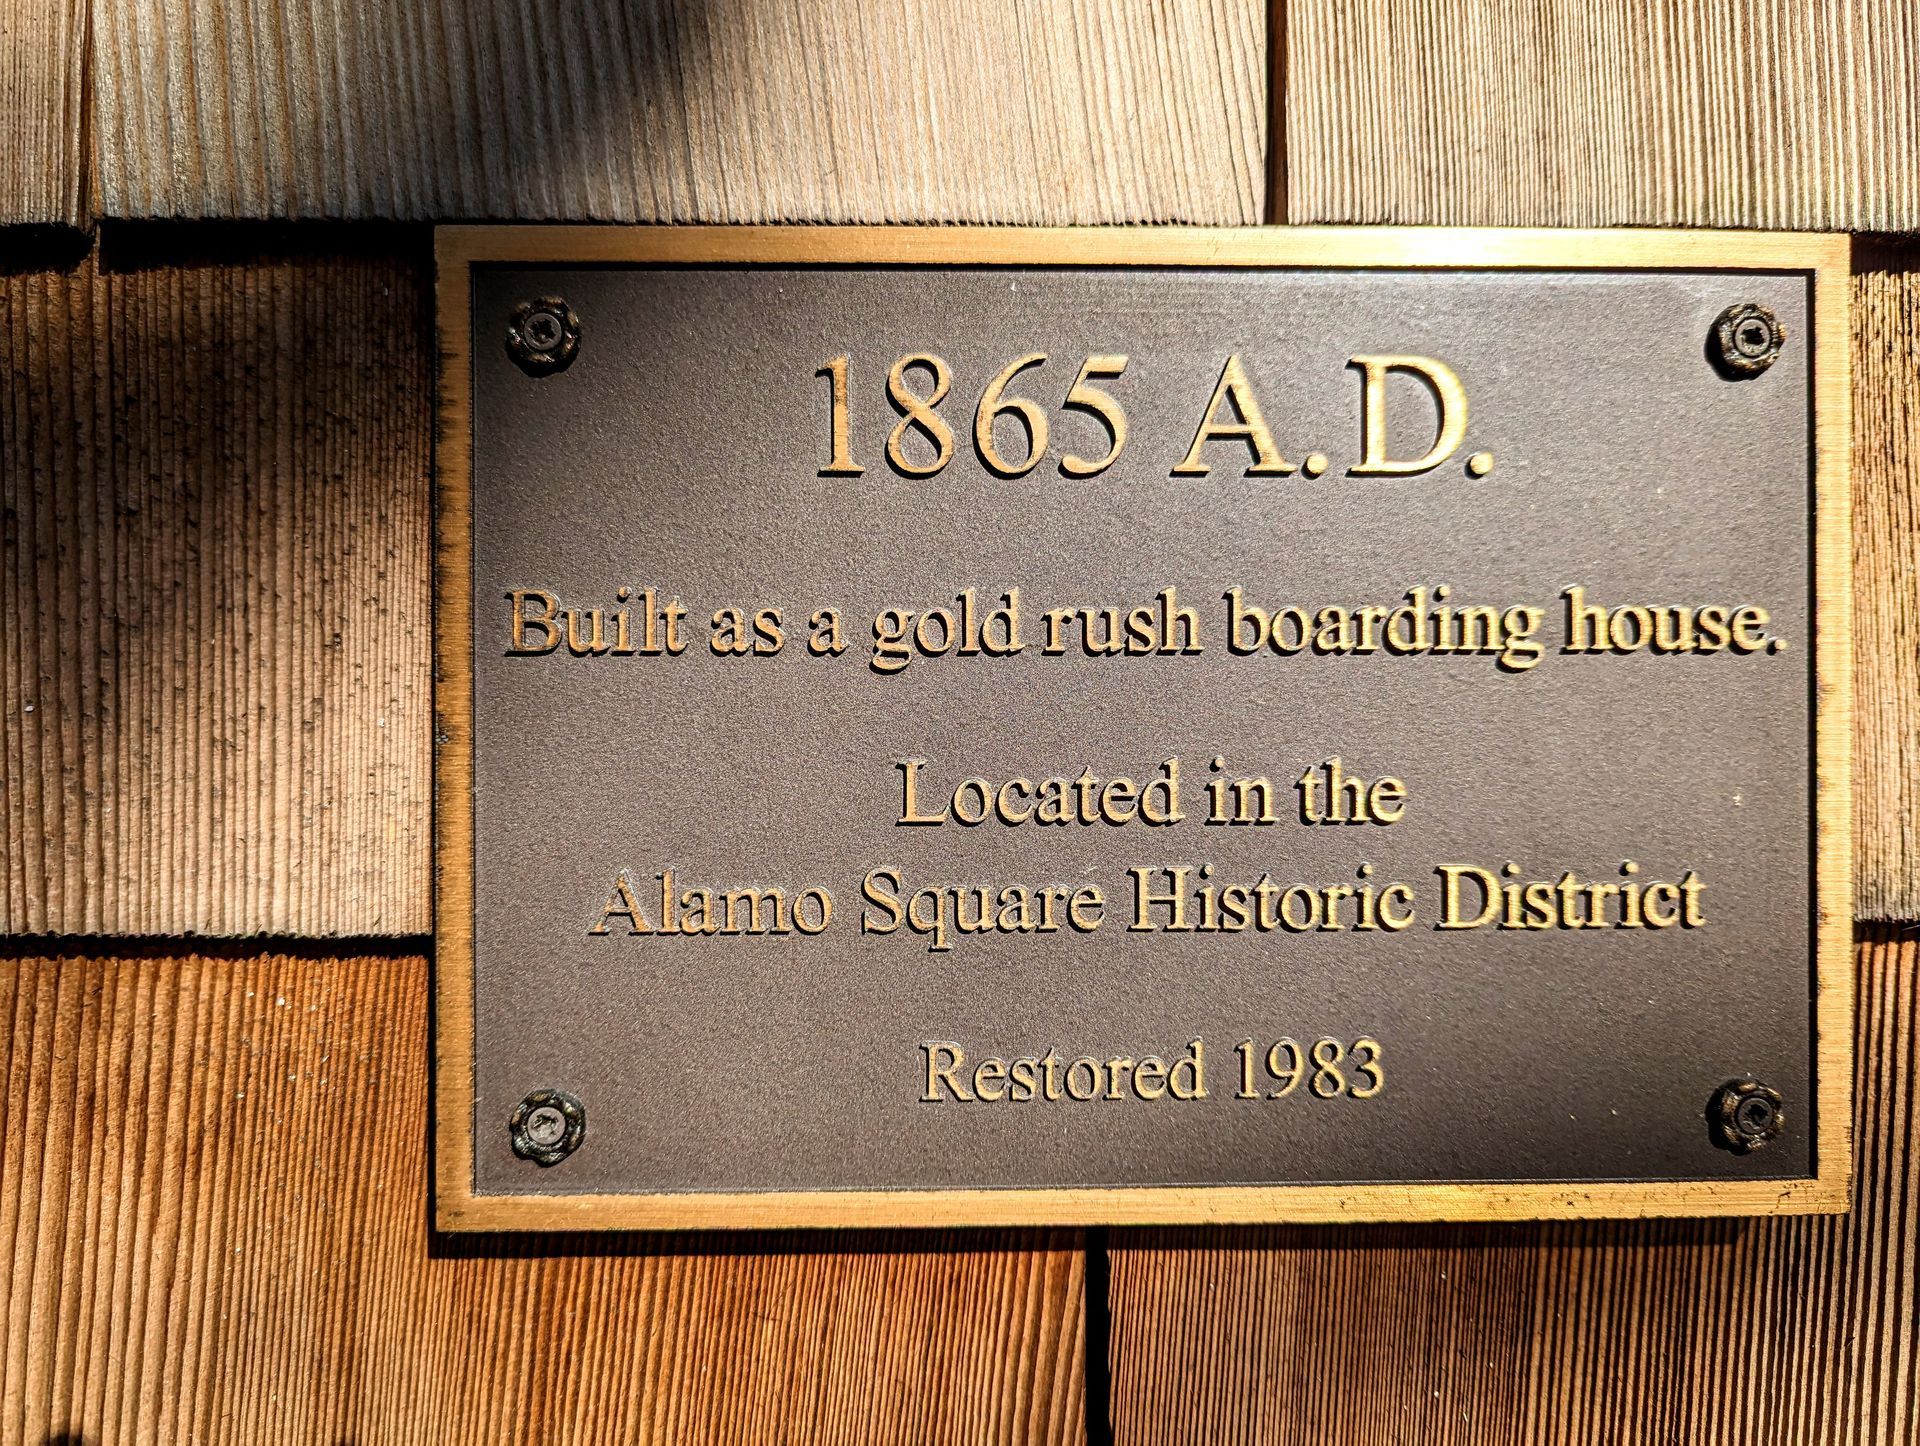 1865 A.D.
Built as a gold rush boarding house.
Located in the
Alamo Square Historic District
Restored 1983